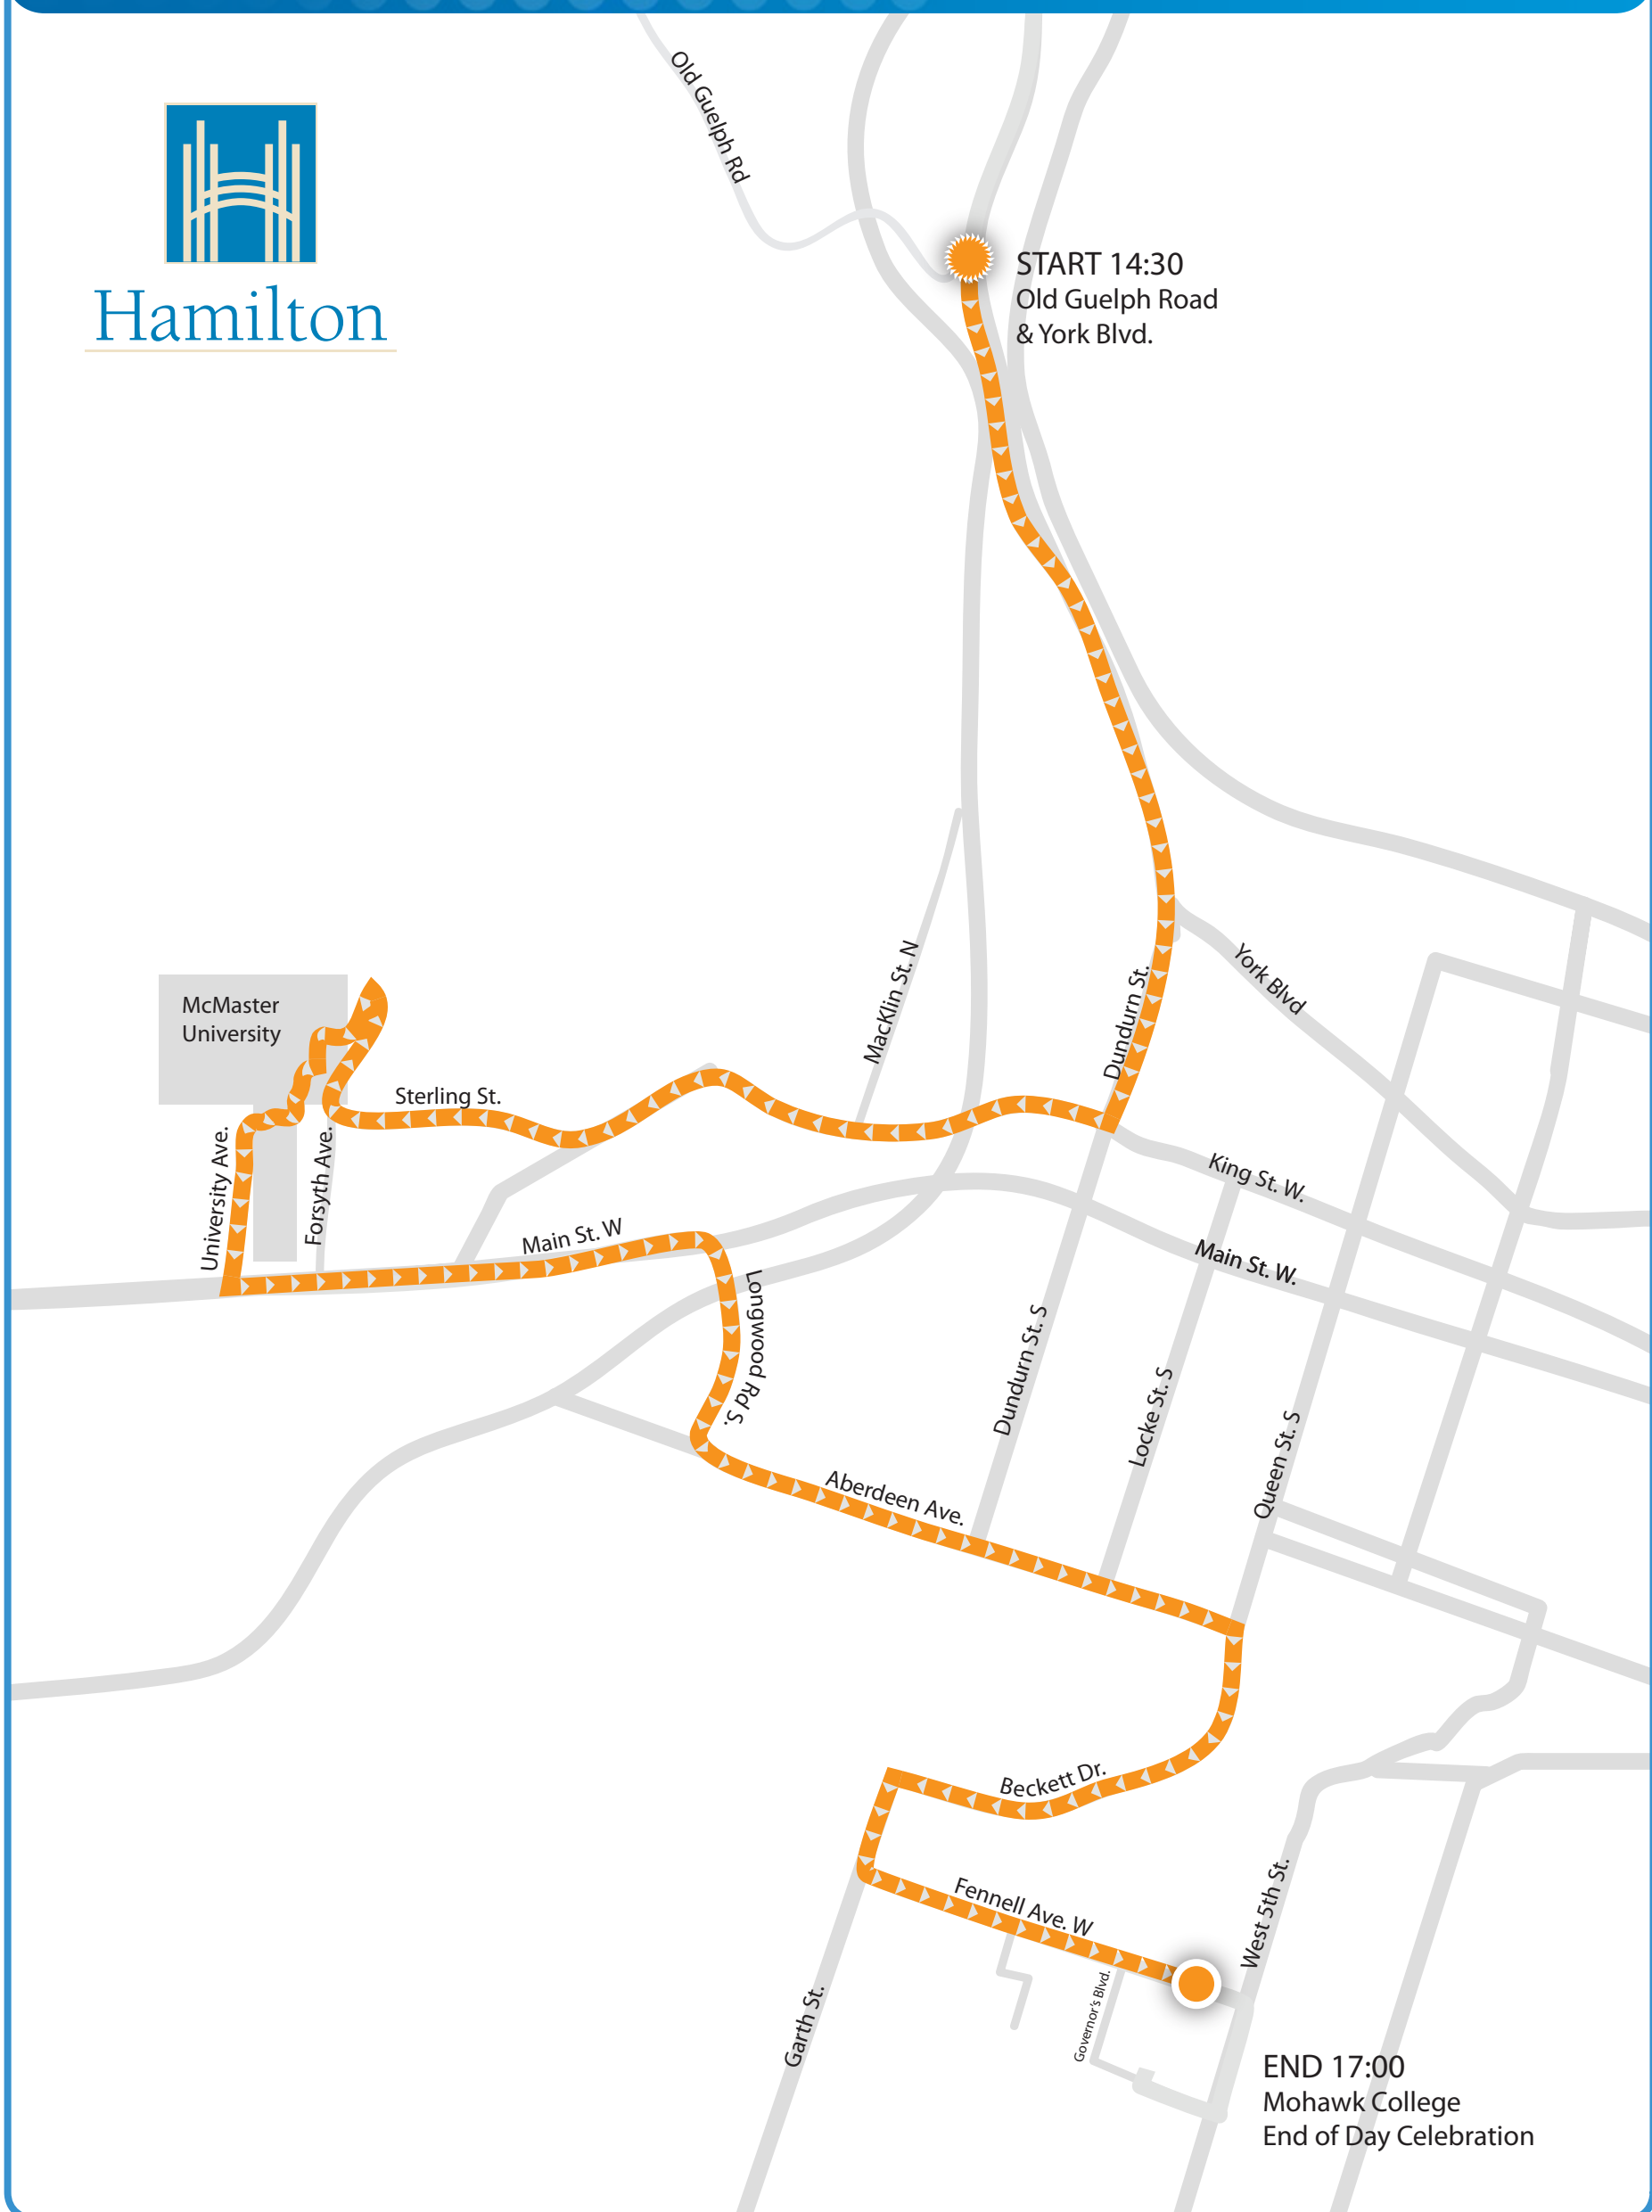 Old Guelph Rd
Hamilton
START 14:30
Old Guelph Road
& York Blvd.
MacKlin St. N
Dundurn St.
York Blvd
McMaster
University
Sterling St.
University Ave.
Forsyth Ave.
King St. W.
Main St. W
Main St. W.
Longwood Rd S.
Dundurn St. S
Locke St. S
Queen St. S
Aberdeen Ave.
Beckett Dr.
Fennell Ave. W
West 5th St.
Governor's Blvd.
Garth St.
END 17:00
Mohawk College
End of Day Celebration